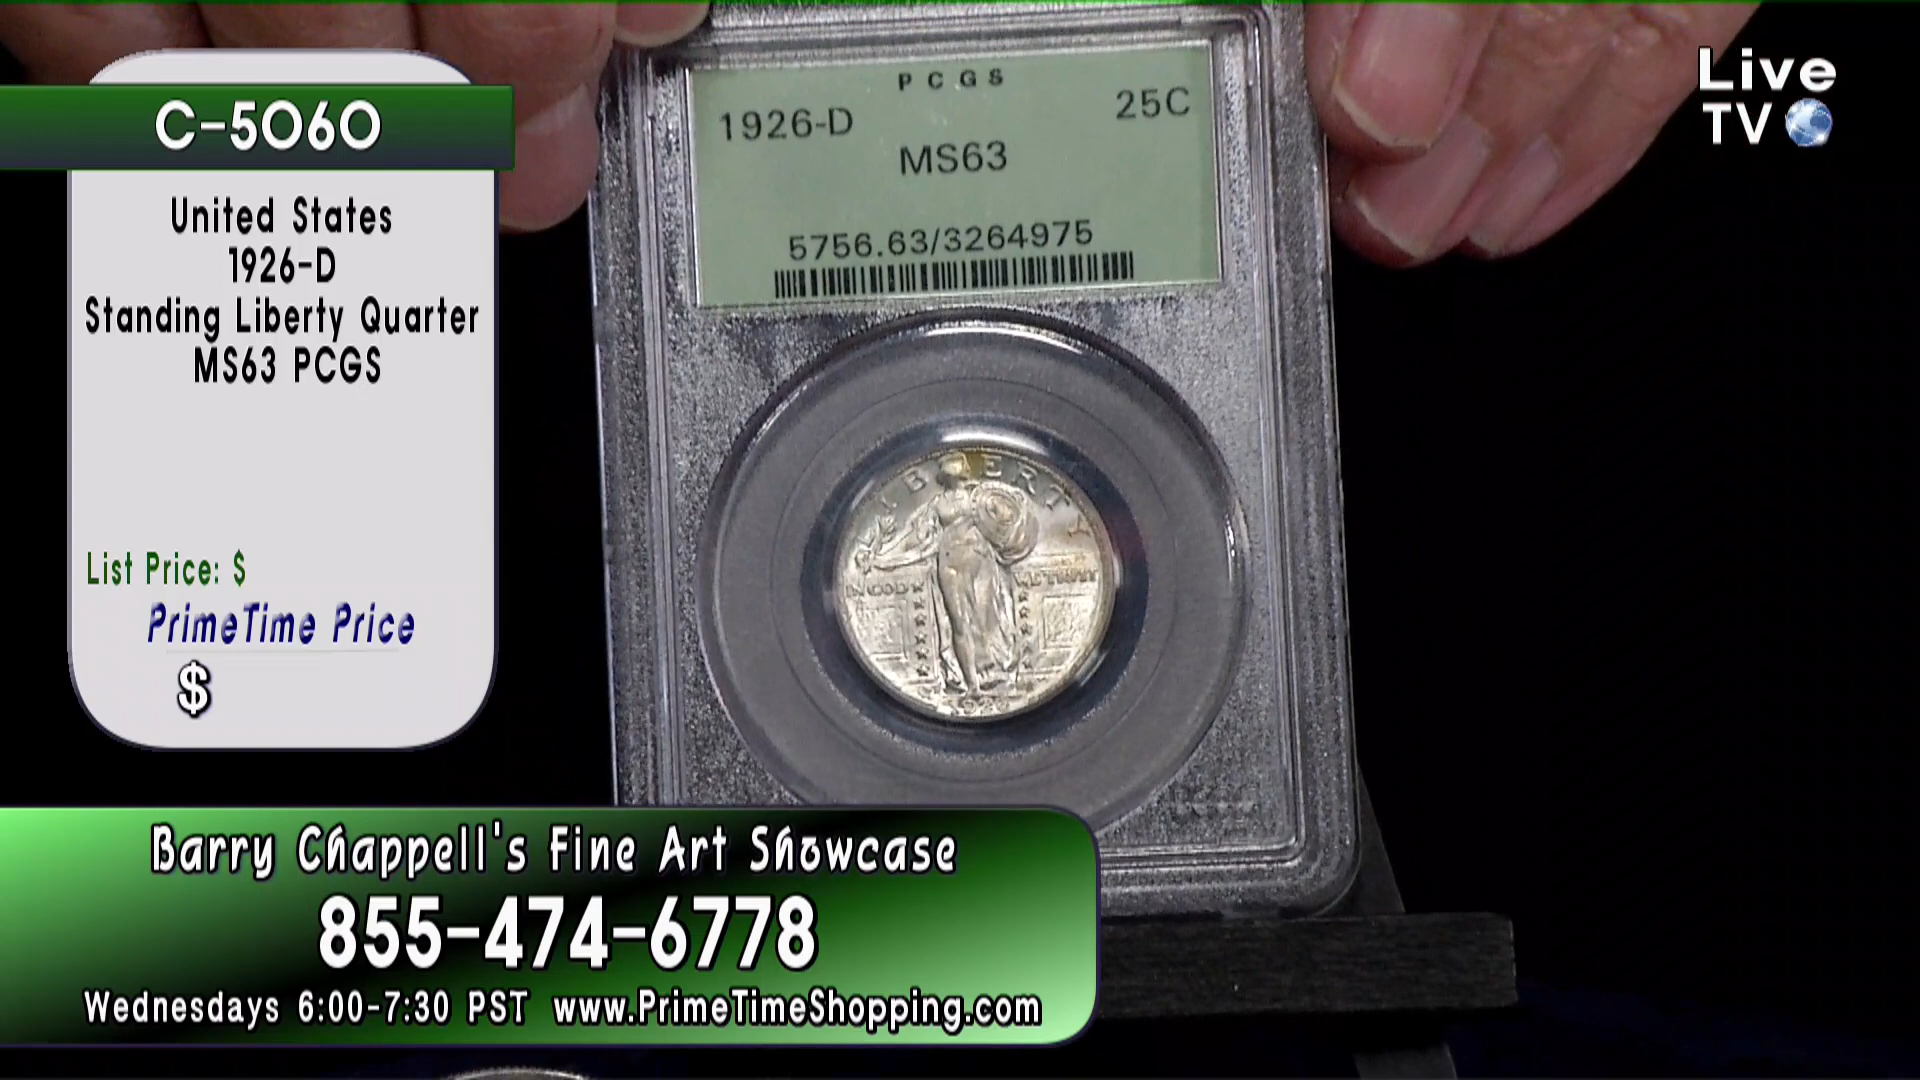 C-5060
United States
1926-D
Standing Liberty Quarter
MS63 PCGS
List Price: $
PrimeTime Price
$
PCGS
1926-D 25C
MS63
5756.63/3264975
LIBERTY
IN GOD WE TRUST
1926
Live
TV
Barry Chappell's Fine Art Showcase
855-474-6778
Wednesdays 6:00-7:30 PST www.PrimeTimeShopping.com